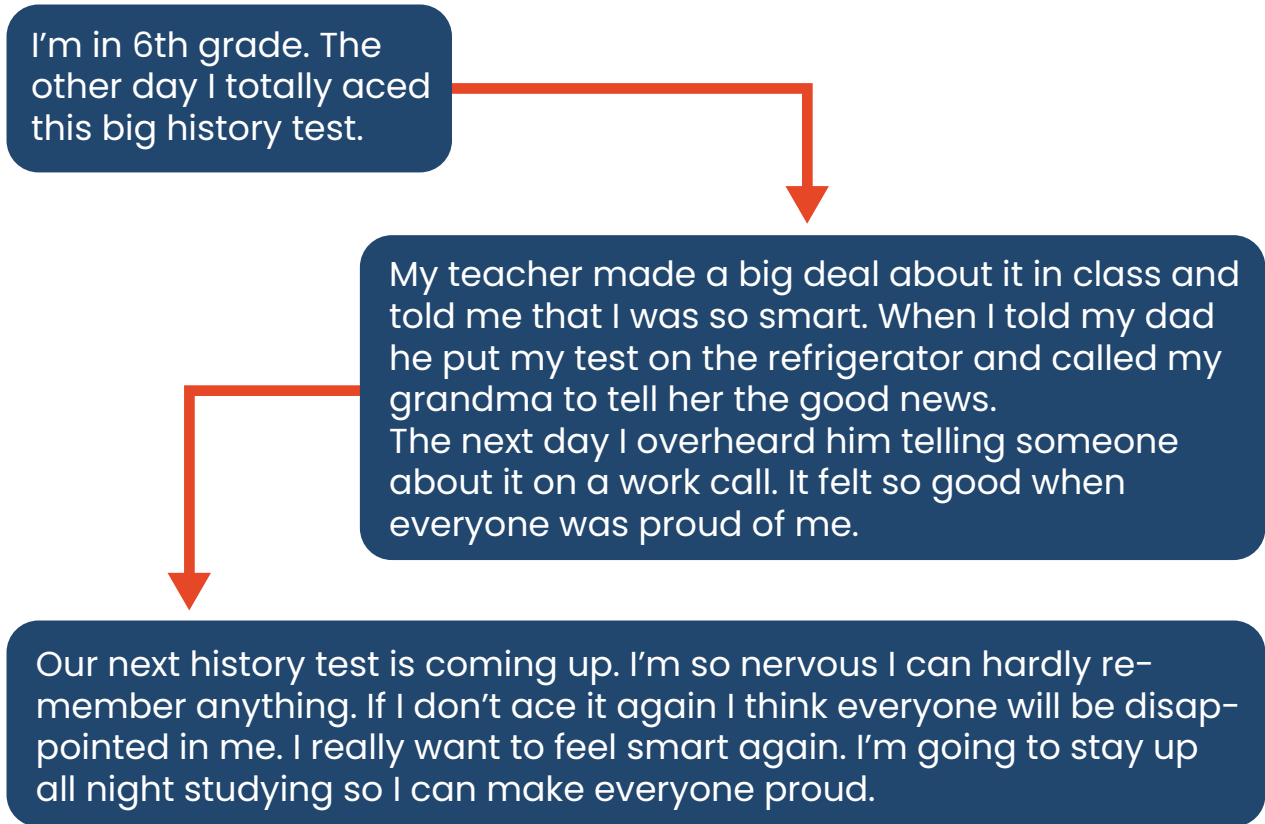 I’m in 6th grade. The
other day I totally aced
this big history test.
My teacher made a big deal about it in class and
told me that I was so smart. When I told my dad
he put my test on the refrigerator and called my
grandma to tell her the good news.
The next day I overheard him telling someone
about it on a work call. It felt so good when
everyone was proud of me.
Our next history test is coming up. I’m so nervous I can hardly re-
member anything. If I don’t ace it again I think everyone will be disap-
pointed in me. I really want to feel smart again. I’m going to stay up
all night studying so I can make everyone proud.